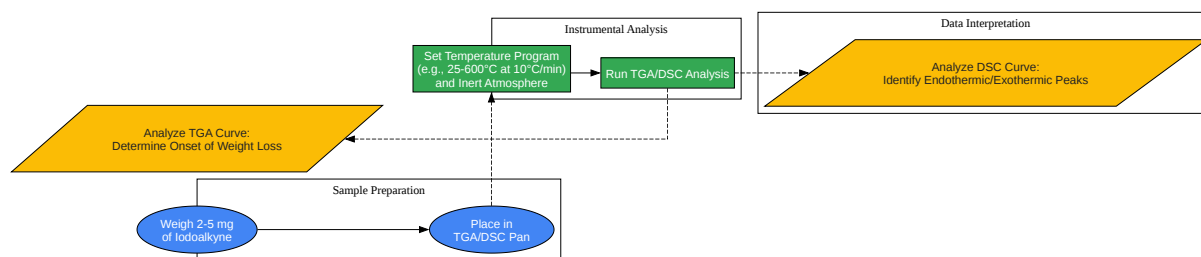 Data Interpretation
Instrumental Analysis
Set Temperature Program
(e.g., 25-600°C at 10°C/min)
and Inert Atmosphere
Run TGA/DSC Analysis
Analyze DSC Curve:
Identify Endothermic/Exothermic Peaks
Analyze TGA Curve:
Determine Onset of Weight Loss
Sample Preparation
Weigh 2-5 mg
of Iodoalkyne
Place in
TGA/DSC Pan